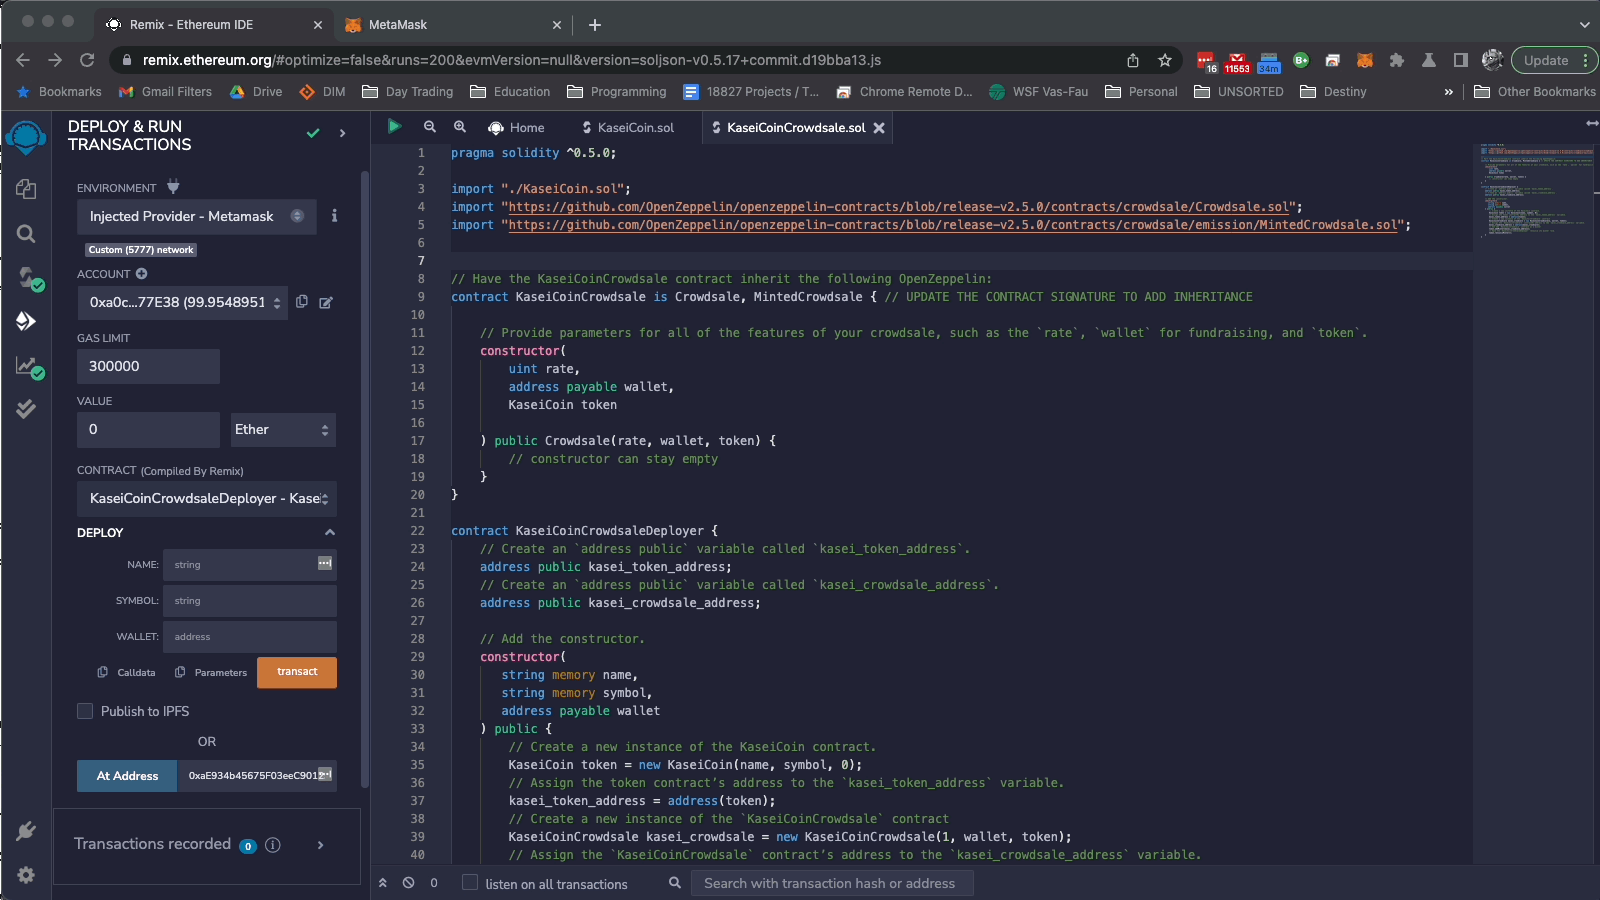 Remix - Ethereum IDE
MetaMask
remix.ethereum.org/#optimize=false&runs=200&evmVersion=null&version=soljson-v0.5.17+commit.d19bba13.js
16
11553
34m
B+
Update
Bookmarks
Gmail Filters
Drive
DIM
Day Trading
Education
Programming
18827 Projects / T...
Chrome Remote D...
WSF Vas-Fau
Personal
UNSORTED
Destiny
»
Other Bookmarks
DEPLOY & RUN
TRANSACTIONS
ENVIRONMENT
Injected Provider - Metamask
Custom (5777) network
ACCOUNT
0xa0c...77E38 (99.9548951
GAS LIMIT
300000
VALUE
0
Ether
CONTRACT (Compiled By Remix)
KaseiCoinCrowdsaleDeployer - Kasei
DEPLOY
NAME: string
SYMBOL: string
WALLET: address
Calldata
Parameters
transact
Publish to IPFS
OR
At Address
0xaE934b45675F03eeC901
Transactions recorded 0
Home
KaseiCoin.sol
KaseiCoinCrowdsale.sol
1 pragma solidity ^0.5.0;
2
3 import "./KaseiCoin.sol";
4 import "https://github.com/OpenZeppelin/openzeppelin-contracts/blob/release-v2.5.0/contracts/crowdsale/Crowdsale.sol";
5 import "https://github.com/OpenZeppelin/openzeppelin-contracts/blob/release-v2.5.0/contracts/crowdsale/emission/MintedCrowdsale.sol";
6
7
8 // Have the KaseiCoinCrowdsale contract inherit the following OpenZeppelin:
9 contract KaseiCoinCrowdsale is Crowdsale, MintedCrowdsale { // UPDATE THE CONTRACT SIGNATURE TO ADD INHERITANCE
10
11 // Provide parameters for all of the features of your crowdsale, such as the `rate`, `wallet` for fundraising, and `token`.
12 constructor(
13 uint rate,
14 address payable wallet,
15 KaseiCoin token
16
17 ) public Crowdsale(rate, wallet, token) {
18 // constructor can stay empty
19 }
20 }
21
22 contract KaseiCoinCrowdsaleDeployer {
23 // Create an `address public` variable called `kasei_token_address`.
24 address public kasei_token_address;
25 // Create an `address public` variable called `kasei_crowdsale_address`.
26 address public kasei_crowdsale_address;
27
28 // Add the constructor.
29 constructor(
30 string memory name,
31 string memory symbol,
32 address payable wallet
33 ) public {
34 // Create a new instance of the KaseiCoin contract.
35 KaseiCoin token = new KaseiCoin(name, symbol, 0);
36 // Assign the token contract’s address to the `kasei_token_address` variable.
37 kasei_token_address = address(token);
38 // Create a new instance of the `KaseiCoinCrowdsale` contract
39 KaseiCoinCrowdsale kasei_crowdsale = new KaseiCoinCrowdsale(1, wallet, token);
40 // Assign the `KaseiCoinCrowdsale` contract’s address to the `kasei_crowdsale_address` variable.
0
listen on all transactions
Search with transaction hash or address